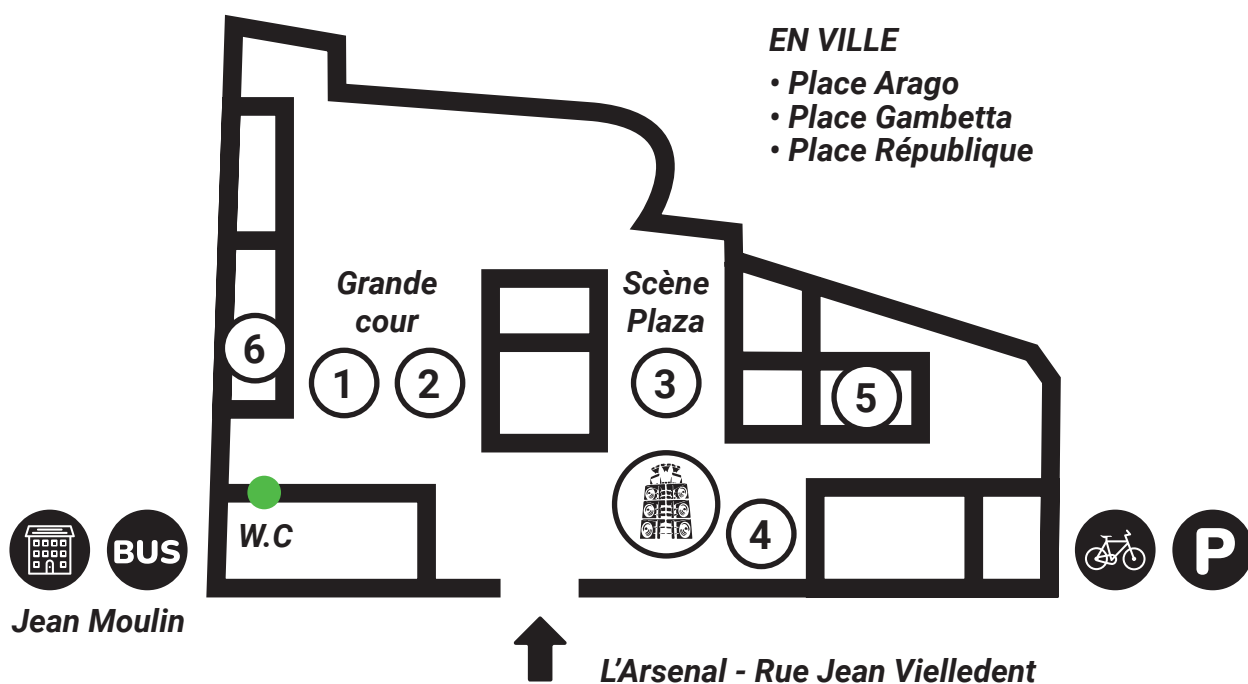 EN VILLE
• Place Arago
• Place Gambetta
• Place République
Grande
cour
Scène
Plaza
6
1
2
3
5
4
W.C
BUS
P
Jean Moulin
L'Arsenal - Rue Jean Vielledent